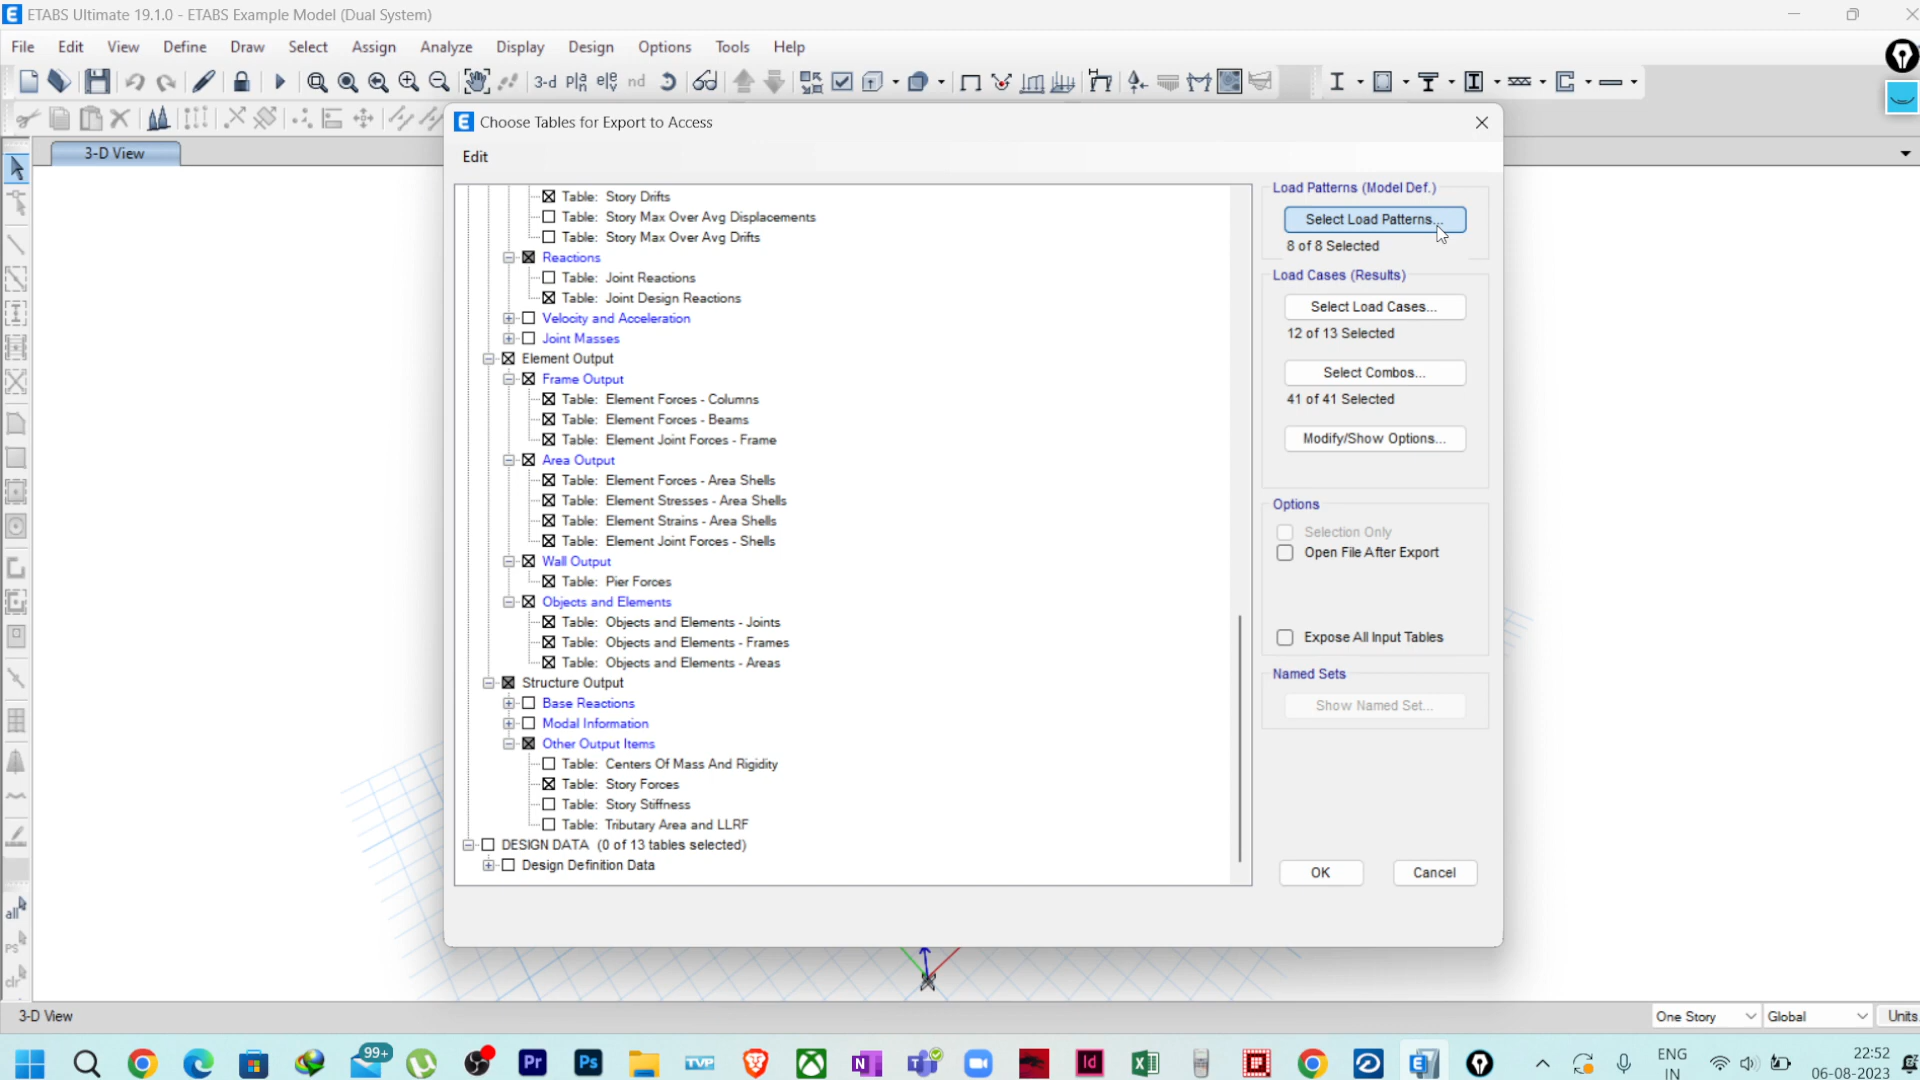 ETABS Ultimate 19.1.0 - ETABS Example Model (Dual System)
File Edit View Define Draw Select Assign Analyze Display Design Options Tools Help
3-d pla ele nd
3-D View
Choose Tables for Export to Access
Edit
Table: Story Drifts
Table: Story Max Over Avg Displacements
Table: Story Max Over Avg Drifts
Reactions
Table: Joint Reactions
Table: Joint Design Reactions
Velocity and Acceleration
Joint Masses
Element Output
Frame Output
Table: Element Forces - Columns
Table: Element Forces - Beams
Table: Element Joint Forces - Frame
Area Output
Table: Element Forces - Area Shells
Table: Element Stresses - Area Shells
Table: Element Strains - Area Shells
Table: Element Joint Forces - Shells
Wall Output
Table: Pier Forces
Objects and Elements
Table: Objects and Elements - Joints
Table: Objects and Elements - Frames
Table: Objects and Elements - Areas
Structure Output
Base Reactions
Modal Information
Other Output Items
Table: Centers Of Mass And Rigidity
Table: Story Forces
Table: Story Stiffness
Table: Tributary Area and LLRF
DESIGN DATA (0 of 13 tables selected)
Design Definition Data
Load Patterns (Model Def.)
Select Load Patterns...
8 of 8 Selected
Load Cases (Results)
Select Load Cases...
12 of 13 Selected
Select Combos...
41 of 41 Selected
Modify/Show Options...
Options
Selection Only
Open File After Export
Expose All Input Tables
Named Sets
Show Named Set...
OK Cancel
all
ps
clr
3-D View
One Story Global Units
99+
Pr Ps TVP N Id
ENG
IN
22:52
06-08-2023